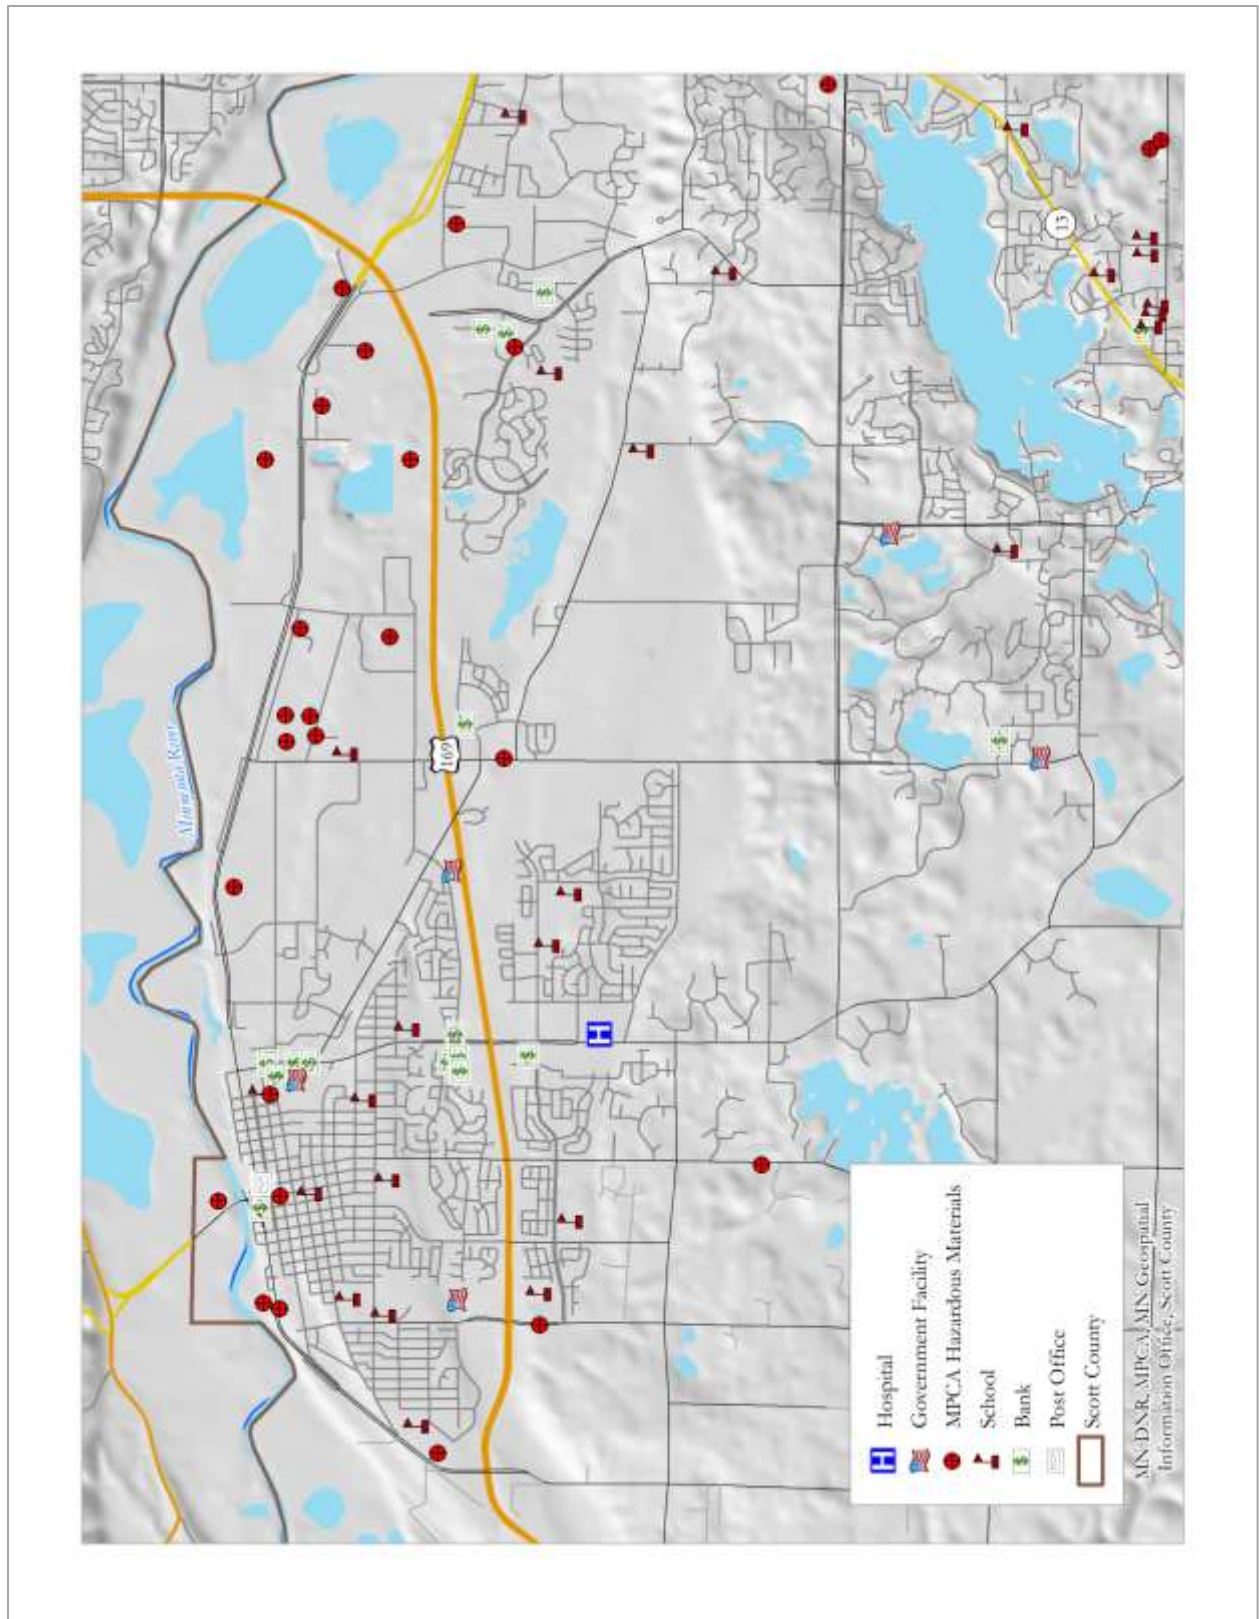 Minnesota River
169
13
Hospital
Government Facility
MPCA Hazardous Materials
School
Bank
Post Office
Scott County
MN-DNR, MPCA, MN Geospatial
Information Office, Scott County